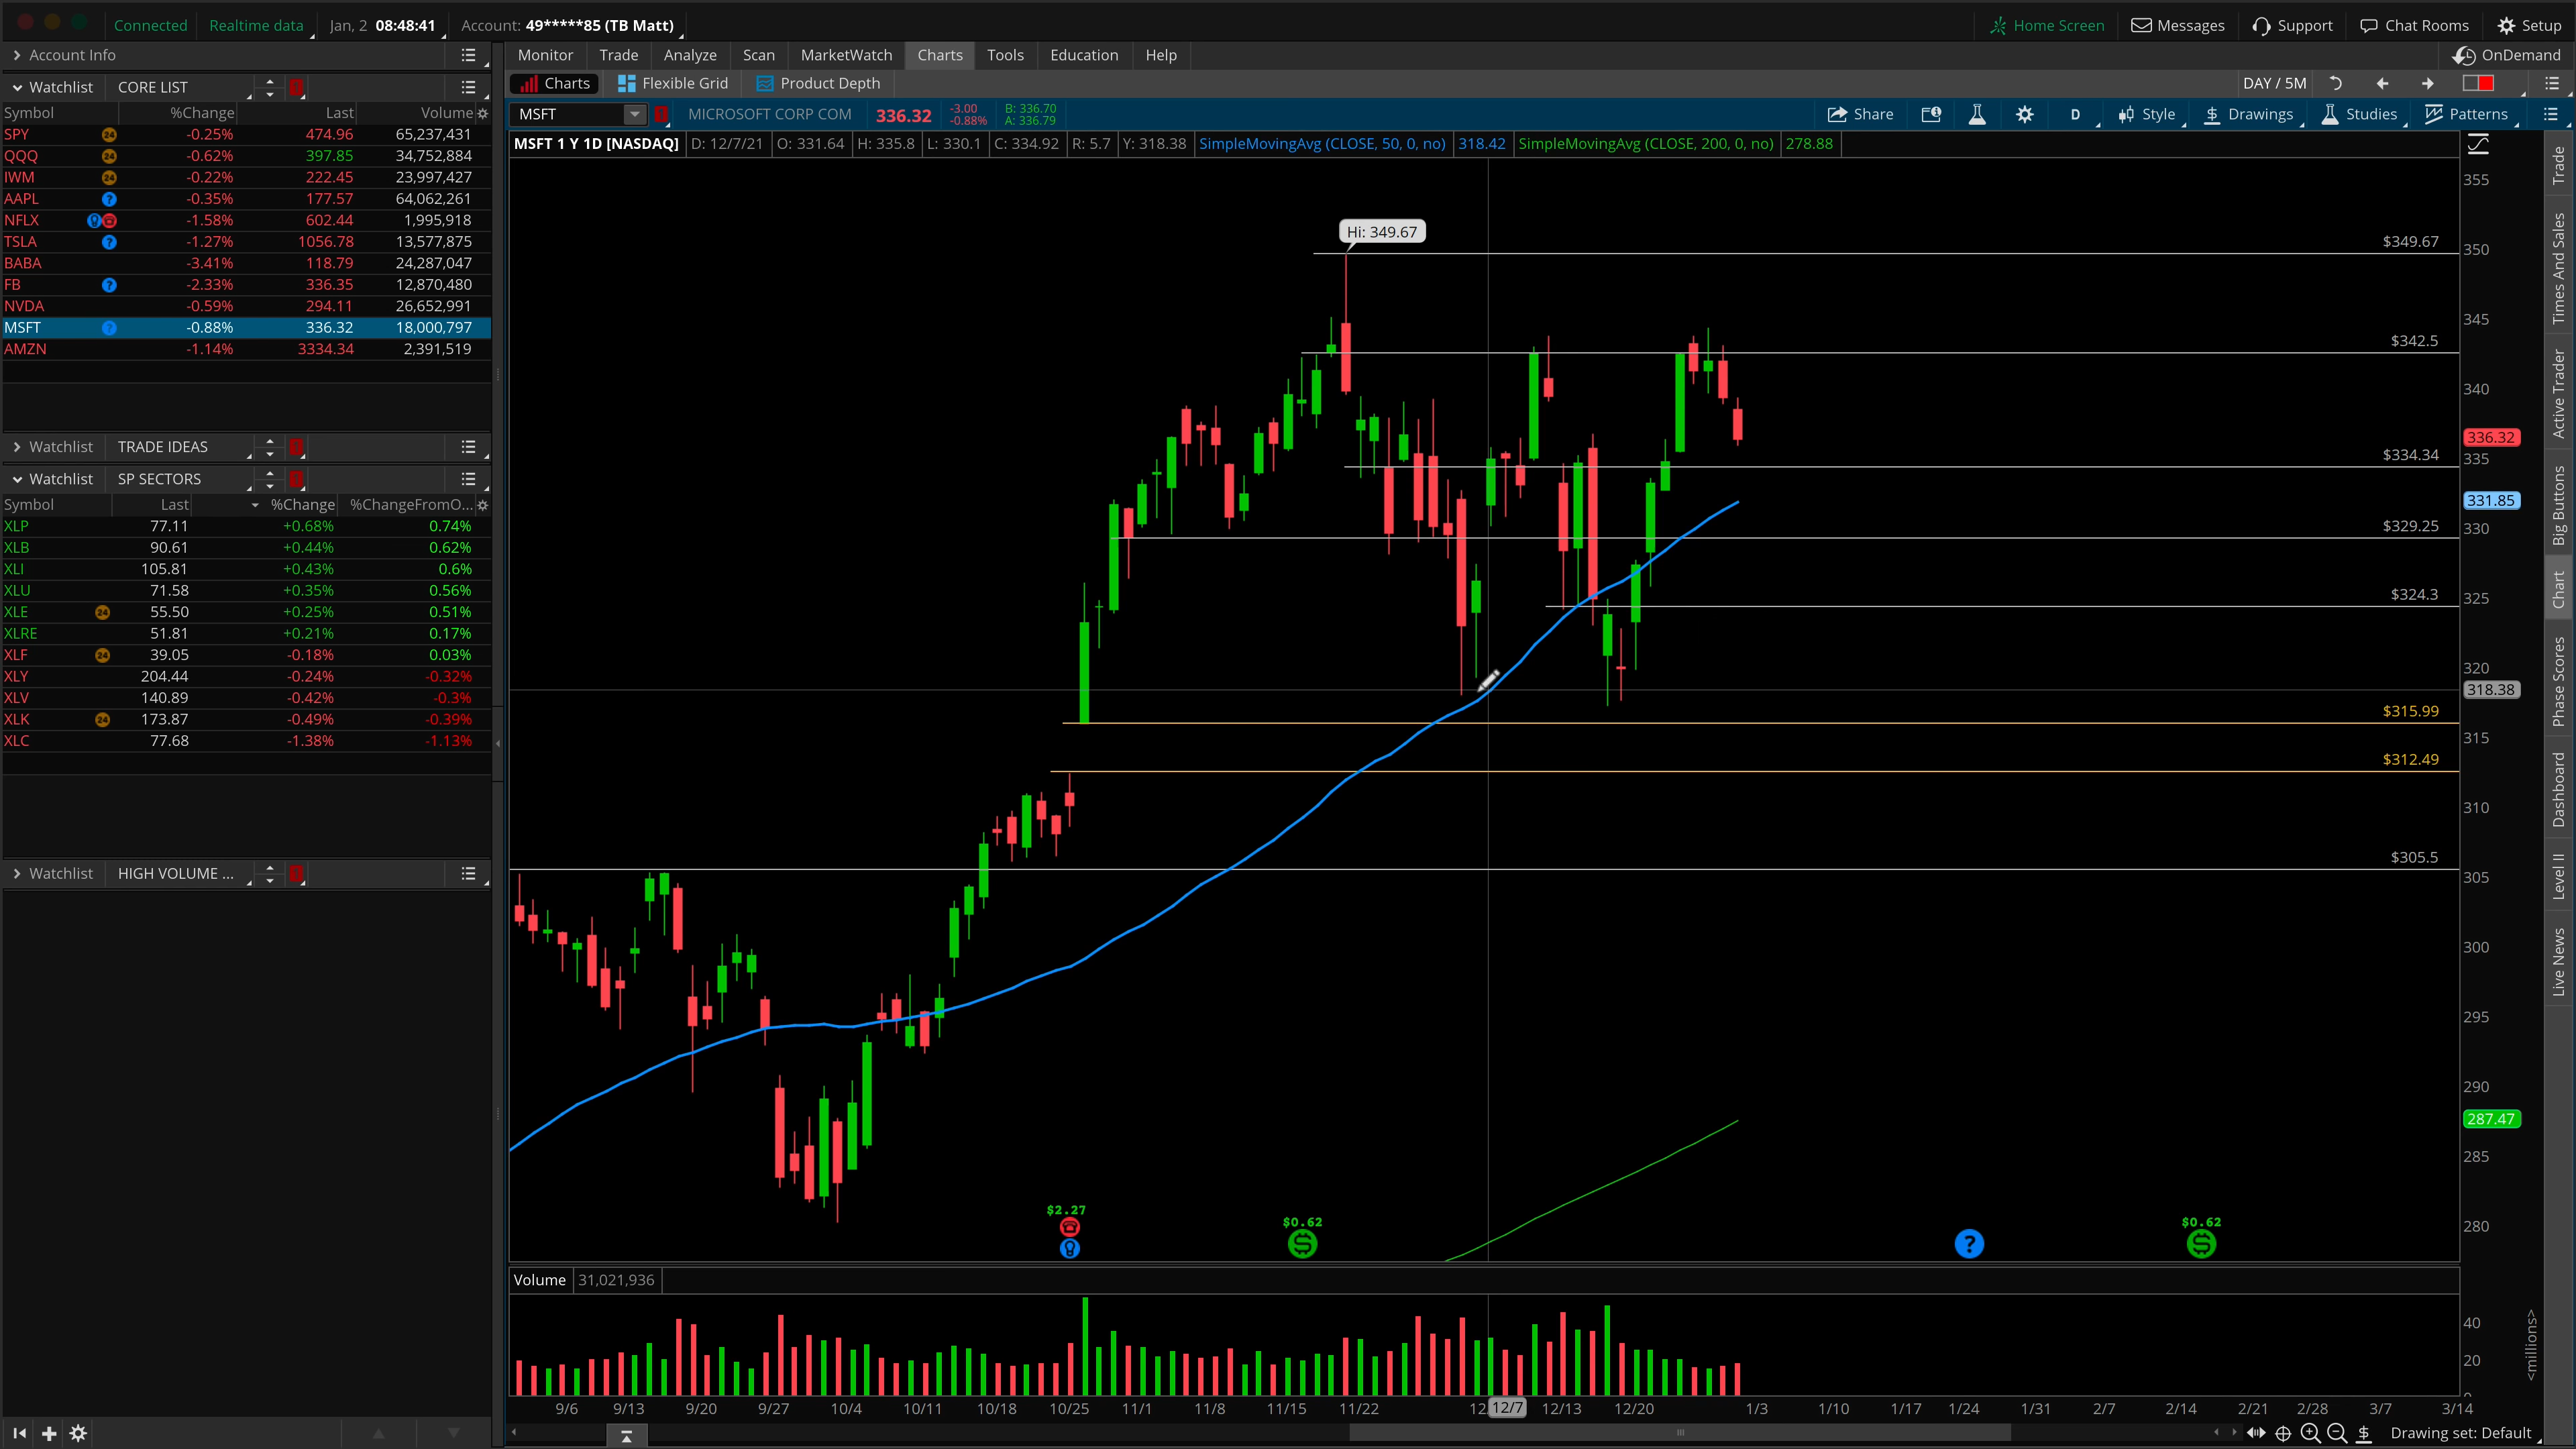 Connected Realtime data Jan, 2 08:48:41 Account: 49*****85 (TB Matt) Home Screen Messages Support Chat Rooms Setup
Account Info Monitor Trade Analyze Scan MarketWatch Charts Tools Education Help OnDemand
Watchlist CORE LIST Charts Flexible Grid Product Depth DAY / 5M
MSFT MICROSOFT CORP COM 336.32 -3.00 -0.88% B: 336.70 A: 336.79 Share D Style Drawings Studies Patterns
MSFT 1 Y 1D [NASDAQ] D: 12/7/21 O: 331.64 H: 335.8 L: 330.1 C: 334.92 R: 5.7 Y: 318.38 SimpleMovingAvg (CLOSE, 50, 0, no) 318.42 SimpleMovingAvg (CLOSE, 200, 0, no) 278.88
Symbol %Change Last Volume
SPY 24 -0.25% 474.96 65,237,431
QQQ 24 -0.62% 397.85 34,752,884
IWM 24 -0.22% 222.45 23,997,427
AAPL ? -0.35% 177.57 64,062,261
NFLX -1.58% 602.44 1,995,918
TSLA ? -1.27% 1056.78 13,577,875
BABA -3.41% 118.79 24,287,047
FB ? -2.33% 336.35 12,870,480
NVDA -0.59% 294.11 26,652,991
MSFT ? -0.88% 336.32 18,000,797
AMZN -1.14% 3334.34 2,391,519
Watchlist TRADE IDEAS
Watchlist SP SECTORS
Symbol Last %Change %ChangeFromO...
XLP 77.11 +0.68% 0.74%
XLB 90.61 +0.44% 0.62%
XLI 105.81 +0.43% 0.6%
XLU 71.58 +0.35% 0.56%
XLE 24 55.50 +0.25% 0.51%
XLRE 51.81 +0.21% 0.17%
XLF 24 39.05 -0.18% 0.03%
XLY 204.44 -0.24% -0.32%
XLV 140.89 -0.42% -0.3%
XLK 24 173.87 -0.49% -0.39%
XLC 77.68 -1.38% -1.13%
Watchlist HIGH VOLUME ...
Hi: 349.67
$349.67
$342.5
$334.34
$329.25
$324.3
$315.99
$312.49
$305.5
355
350
345
340
336.32
335
331.85
330
325
320
318.38
315
310
305
300
295
290
287.47
285
280
$2.27
$0.62
?
$0.62
Volume 31,021,936
40
20
0
<millions>
9/6 9/13 9/20 9/27 10/4 10/11 10/18 10/25 11/1 11/8 11/15 11/22 12 12/7 12/13 12/20 1/3 1/10 1/17 1/24 1/31 2/7 2/14 2/21 2/28 3/7 3/14
Drawing set: Default
Trade
Times And Sales
Active Trader
Big Buttons
Chart
Phase Scores
Dashboard
Level II
Live News